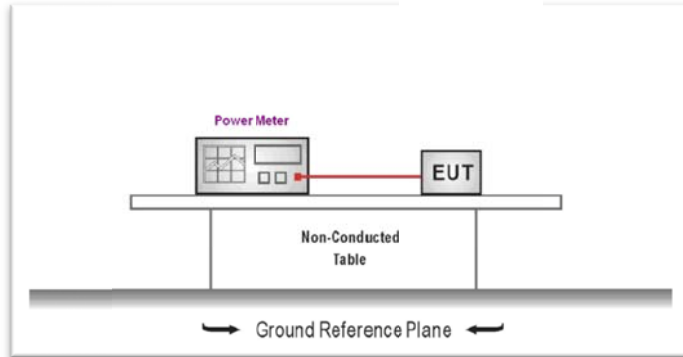 Power Meter
EUT
Non-Conducted
Table
Ground Reference Plane